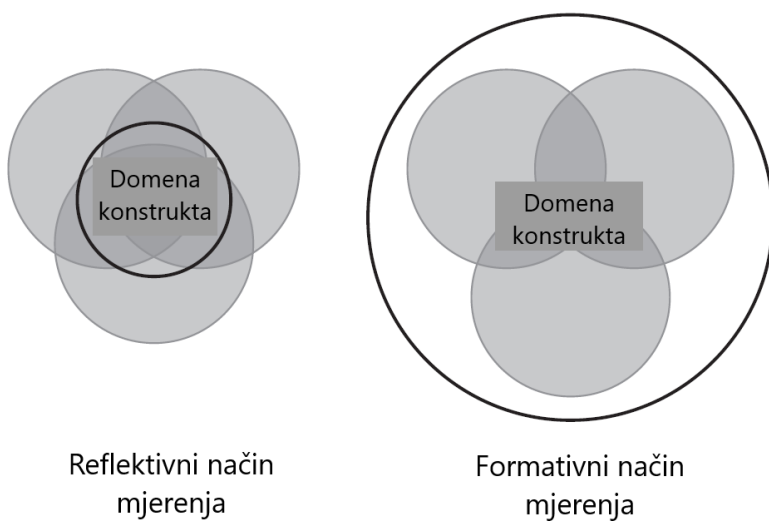 Domena
konstrukta
Domena
konstrukta
Reflektivni način
mjerenja
Formativni način
mjerenja